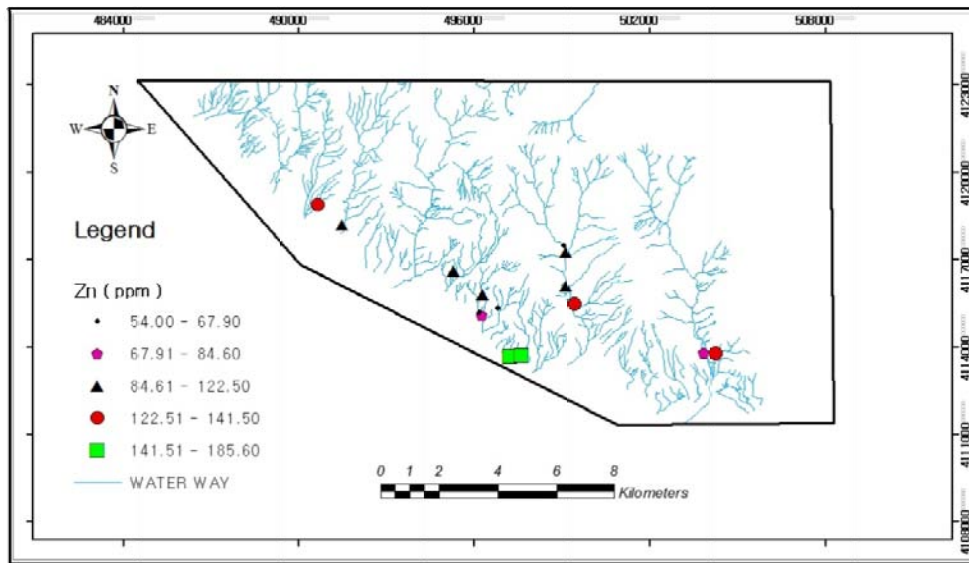 484000 490000 496000 502000 508000
N
W E
S
Legend
Zn ( ppm )
54.00 - 67.90
67.91 - 84.60
84.61 - 122.50
122.51 - 141.50
141.51 - 185.60
WATER WAY
0 1 2 4 6 8
Kilometers
4123000
4120000
4117000
4114000
4111000
4108000